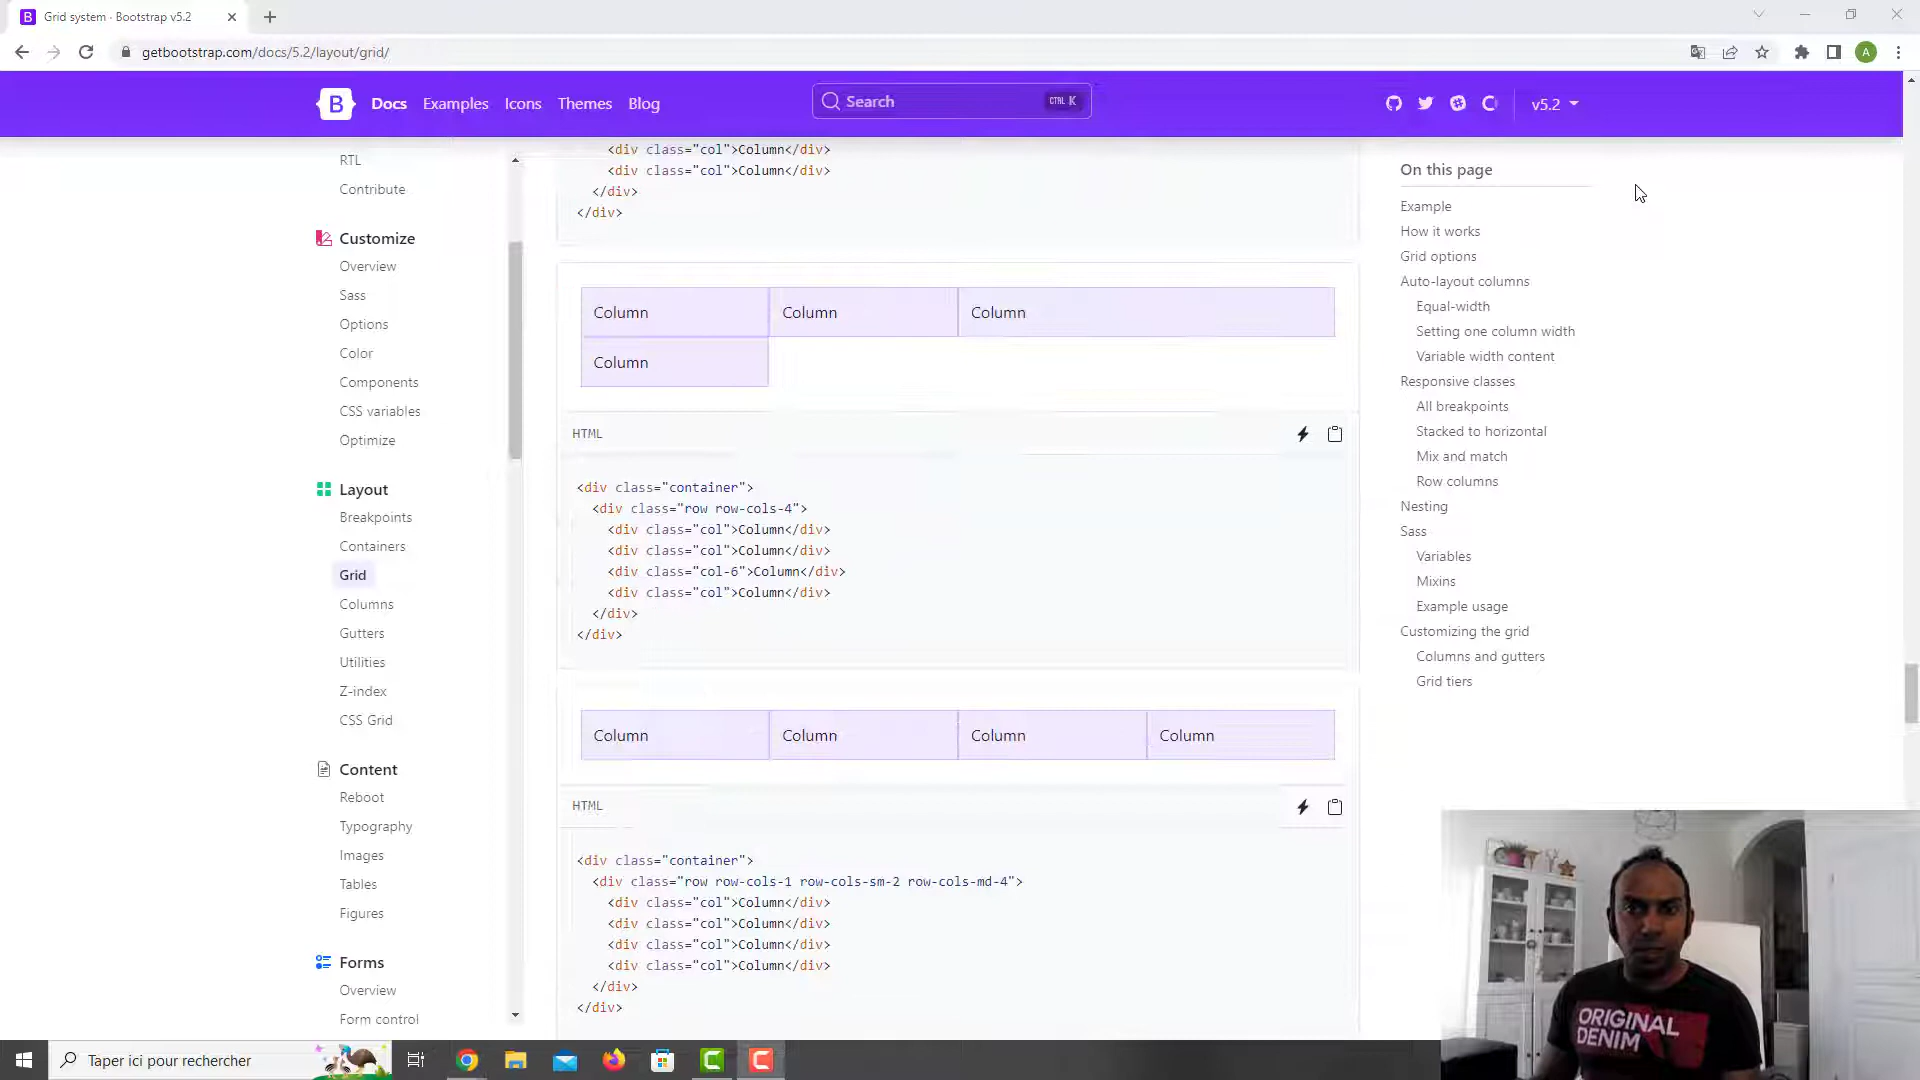 Grid system · Bootstrap v5.2
getbootstrap.com/docs/5.2/layout/grid/
A
B Docs Examples Icons Themes Blog
Search CTRL K
v5.2
RTL
Contribute
Customize
Overview
Sass
Options
Color
Components
CSS variables
Optimize
Layout
Breakpoints
Containers
Grid
Columns
Gutters
Utilities
Z-index
CSS Grid
Content
Reboot
Typography
Images
Tables
Figures
Forms
Overview
Form control
<div class="col">Column</div>
<div class="col">Column</div>
</div>
</div>
Column Column Column
Column
HTML
<div class="container">
<div class="row row-cols-4">
<div class="col">Column</div>
<div class="col">Column</div>
<div class="col-6">Column</div>
<div class="col">Column</div>
</div>
</div>
Column Column Column Column
HTML
<div class="container">
<div class="row row-cols-1 row-cols-sm-2 row-cols-md-4">
<div class="col">Column</div>
<div class="col">Column</div>
<div class="col">Column</div>
<div class="col">Column</div>
</div>
</div>
On this page
Example
How it works
Grid options
Auto-layout columns
Equal-width
Setting one column width
Variable width content
Responsive classes
All breakpoints
Stacked to horizontal
Mix and match
Row columns
Nesting
Sass
Variables
Mixins
Example usage
Customizing the grid
Columns and gutters
Grid tiers
ORIGINAL
DENIM
Taper ici pour rechercher